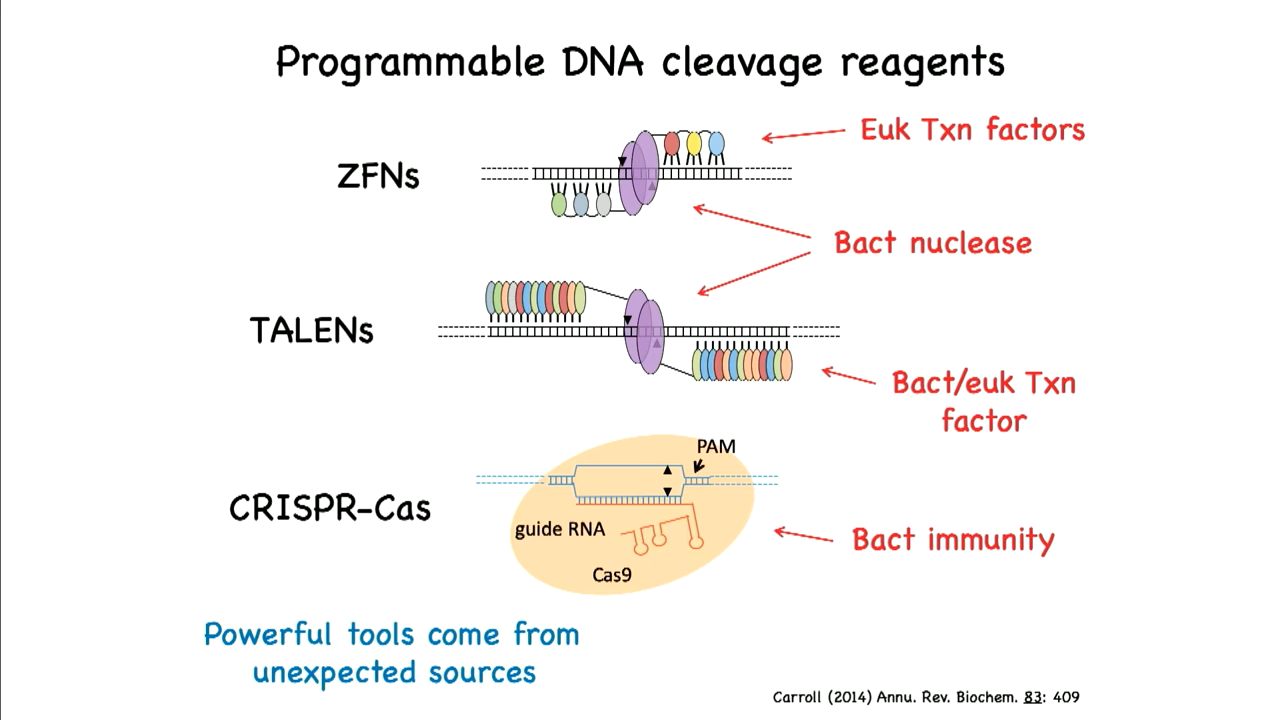 Programmable DNA cleavage reagents
Euk Txn factors
ZFNs
Bact nuclease
TALENs
Bact/euk Txn
factor
PAM
CRISPR-Cas
guide RNA
Bact immunity
Cas9
Powerful tools come from
unexpected sources
Carroll (2014) Annu. Rev. Biochem. 83: 409